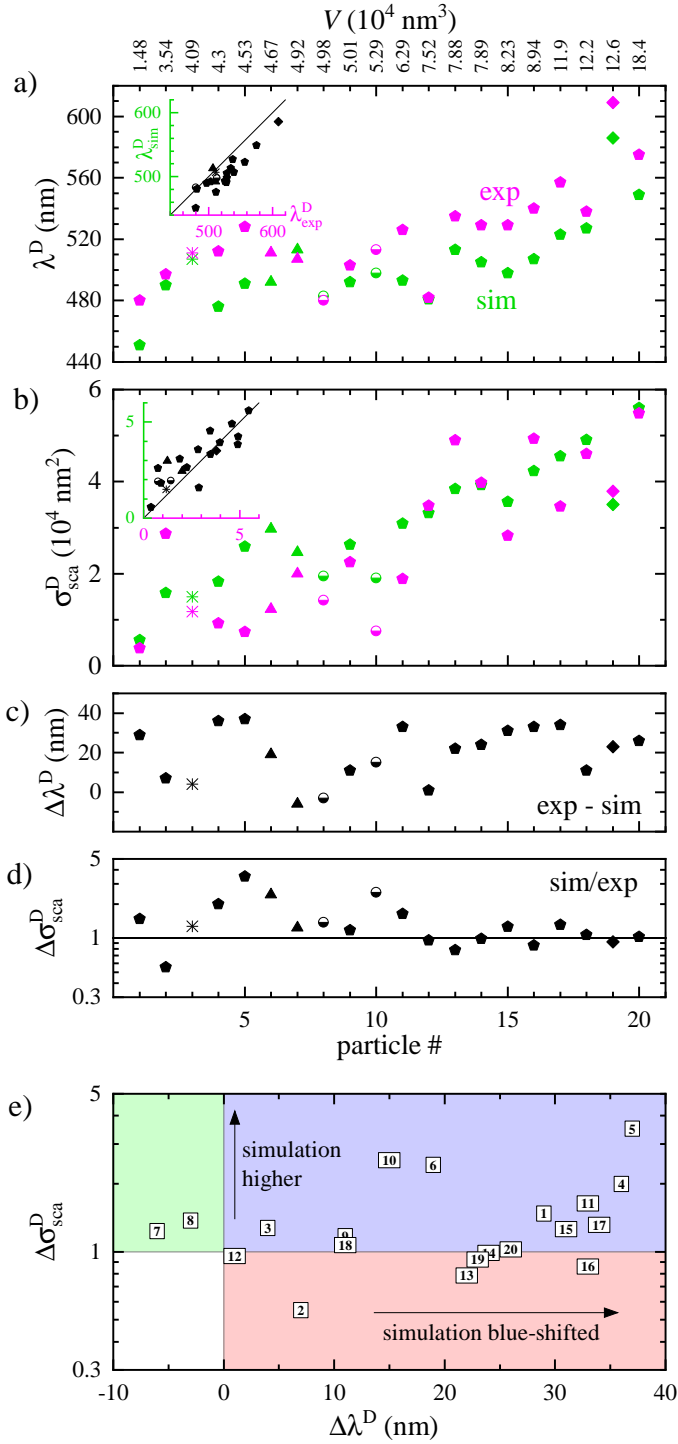 V (10⁴ nm³)
1.48 3.54 4.09 4.3 4.53 4.67 4.92 4.98 5.01 5.29 6.29 7.52 7.88 7.89 8.23 8.94 11.9 12.2 12.6 18.4
a)
600
560
520
480
440
λᴰ (nm)
600
500
λᴰsim
500 600
λᴰexp
exp
sim
b)
6
4
2
0
σᴰsca (10⁴ nm²)
5
0
0 5
c)
40
20
0
Δλᴰ (nm)
exp - sim
d)
5
1
0.3
Δσᴰsca
sim/exp
5 10 15 20
particle #
e)
5
1
0.3
Δσᴰsca
simulation
higher
5
10
6
4
11
1
17
15
8
7
3
9
18
12
14
20
19
16
13
2
simulation blue-shifted
-10 0 10 20 30 40
Δλᴰ (nm)